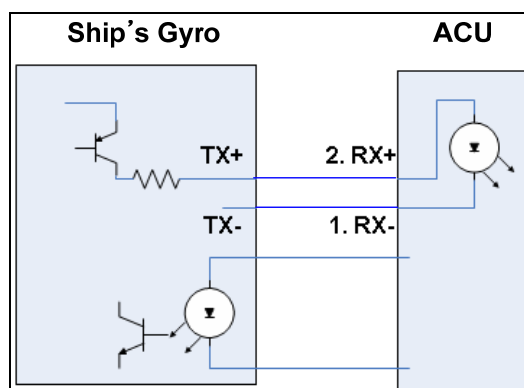 Ship's Gyro
ACU
TX+
2. RX+
TX-
1. RX-